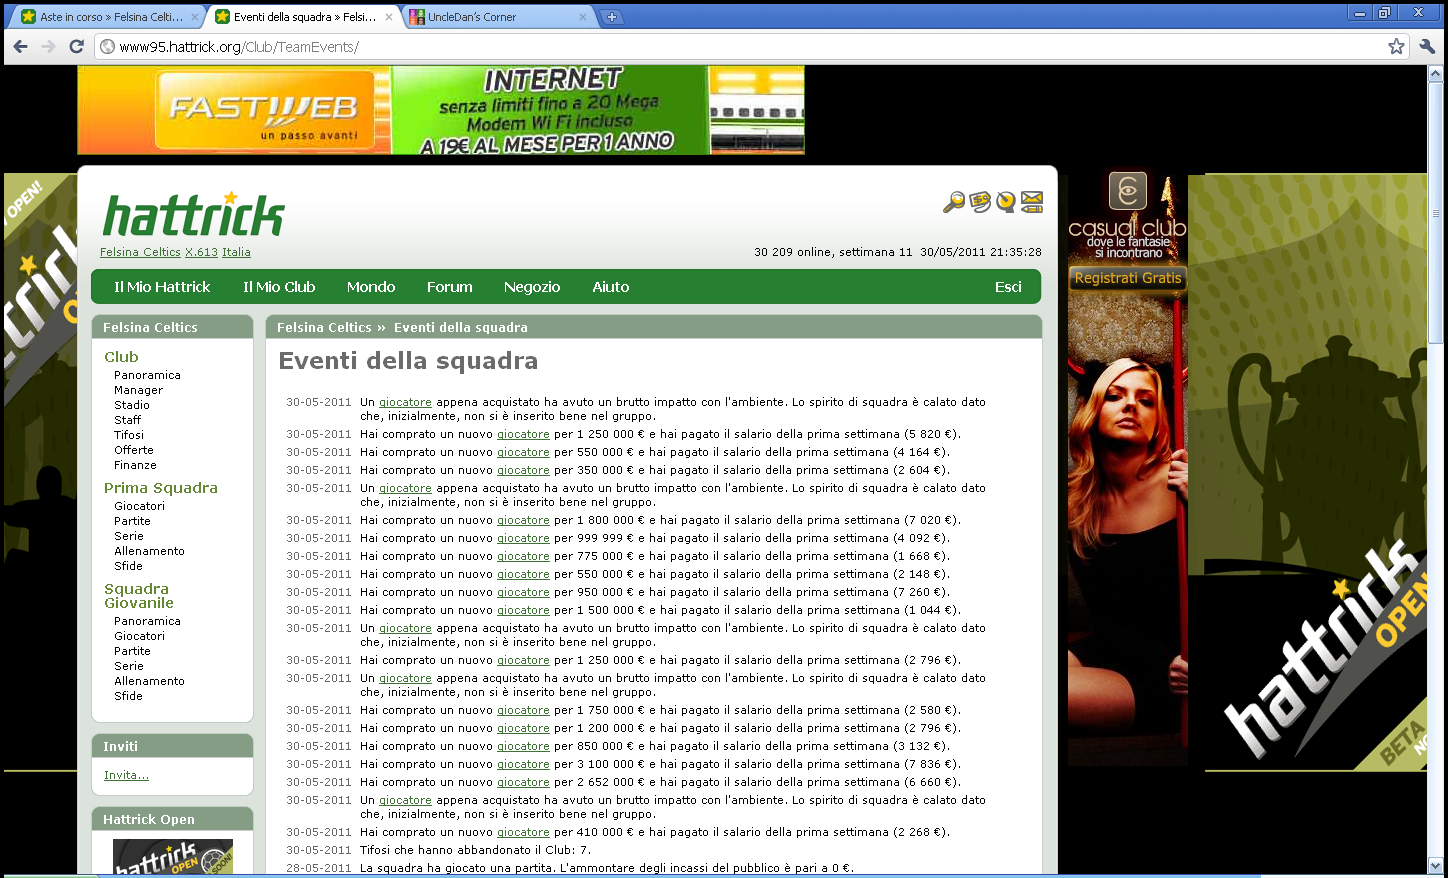 Aste in corso » Felsina Celti...
Eventi della squadra » Felsi...
UncleDan's Corner
www95.hattrick.org/Club/TeamEvents/
FASTWEB
un passo avanti
INTERNET
senza limiti fino a 20 Mega
Modem Wi Fi incluso
A 19€ AL MESE PER 1 ANNO
OPEN!
hattrick
Felsina Celtics X.613 Italia
30 209 online, settimana 11 30/05/2011 21:35:28
Il Mio Hattrick Il Mio Club Mondo Forum Negozio Aiuto Esci
Felsina Celtics
Club
Panoramica
Manager
Stadio
Staff
Tifosi
Offerte
Finanze
Prima Squadra
Giocatori
Partite
Serie
Allenamento
Sfide
Squadra
Giovanile
Panoramica
Giocatori
Partite
Serie
Allenamento
Sfide
Inviti
Invita...
Hattrick Open
hattrick
OPEN
SOON!
Felsina Celtics » Eventi della squadra
Eventi della squadra
30-05-2011 Un giocatore appena acquistato ha avuto un brutto impatto con l'ambiente. Lo spirito di squadra è calato dato
che, inizialmente, non si è inserito bene nel gruppo.
30-05-2011 Hai comprato un nuovo giocatore per 1 250 000 € e hai pagato il salario della prima settimana (5 820 €).
30-05-2011 Hai comprato un nuovo giocatore per 550 000 € e hai pagato il salario della prima settimana (4 164 €).
30-05-2011 Hai comprato un nuovo giocatore per 350 000 € e hai pagato il salario della prima settimana (2 604 €).
30-05-2011 Un giocatore appena acquistato ha avuto un brutto impatto con l'ambiente. Lo spirito di squadra è calato dato
che, inizialmente, non si è inserito bene nel gruppo.
30-05-2011 Hai comprato un nuovo giocatore per 1 800 000 € e hai pagato il salario della prima settimana (7 020 €).
30-05-2011 Hai comprato un nuovo giocatore per 999 999 € e hai pagato il salario della prima settimana (4 092 €).
30-05-2011 Hai comprato un nuovo giocatore per 775 000 € e hai pagato il salario della prima settimana (1 668 €).
30-05-2011 Hai comprato un nuovo giocatore per 550 000 € e hai pagato il salario della prima settimana (2 148 €).
30-05-2011 Hai comprato un nuovo giocatore per 950 000 € e hai pagato il salario della prima settimana (7 260 €).
30-05-2011 Hai comprato un nuovo giocatore per 1 500 000 € e hai pagato il salario della prima settimana (1 044 €).
30-05-2011 Un giocatore appena acquistato ha avuto un brutto impatto con l'ambiente. Lo spirito di squadra è calato dato
che, inizialmente, non si è inserito bene nel gruppo.
30-05-2011 Hai comprato un nuovo giocatore per 1 250 000 € e hai pagato il salario della prima settimana (2 796 €).
30-05-2011 Un giocatore appena acquistato ha avuto un brutto impatto con l'ambiente. Lo spirito di squadra è calato dato
che, inizialmente, non si è inserito bene nel gruppo.
30-05-2011 Hai comprato un nuovo giocatore per 1 750 000 € e hai pagato il salario della prima settimana (2 580 €).
30-05-2011 Hai comprato un nuovo giocatore per 1 200 000 € e hai pagato il salario della prima settimana (2 796 €).
30-05-2011 Hai comprato un nuovo giocatore per 850 000 € e hai pagato il salario della prima settimana (3 132 €).
30-05-2011 Hai comprato un nuovo giocatore per 3 100 000 € e hai pagato il salario della prima settimana (7 836 €).
30-05-2011 Hai comprato un nuovo giocatore per 2 652 000 € e hai pagato il salario della prima settimana (6 660 €).
30-05-2011 Un giocatore appena acquistato ha avuto un brutto impatto con l'ambiente. Lo spirito di squadra è calato dato
che, inizialmente, non si è inserito bene nel gruppo.
30-05-2011 Hai comprato un nuovo giocatore per 410 000 € e hai pagato il salario della prima settimana (2 268 €).
30-05-2011 Tifosi che hanno abbandonato il Club: 7.
28-05-2011 La squadra ha giocato una partita. L'ammontare degli incassi del pubblico è pari a 0 €.
casual club
dove le fantasie
si incontrano
Registrati Gratis
hattrick
OPEN
BETA